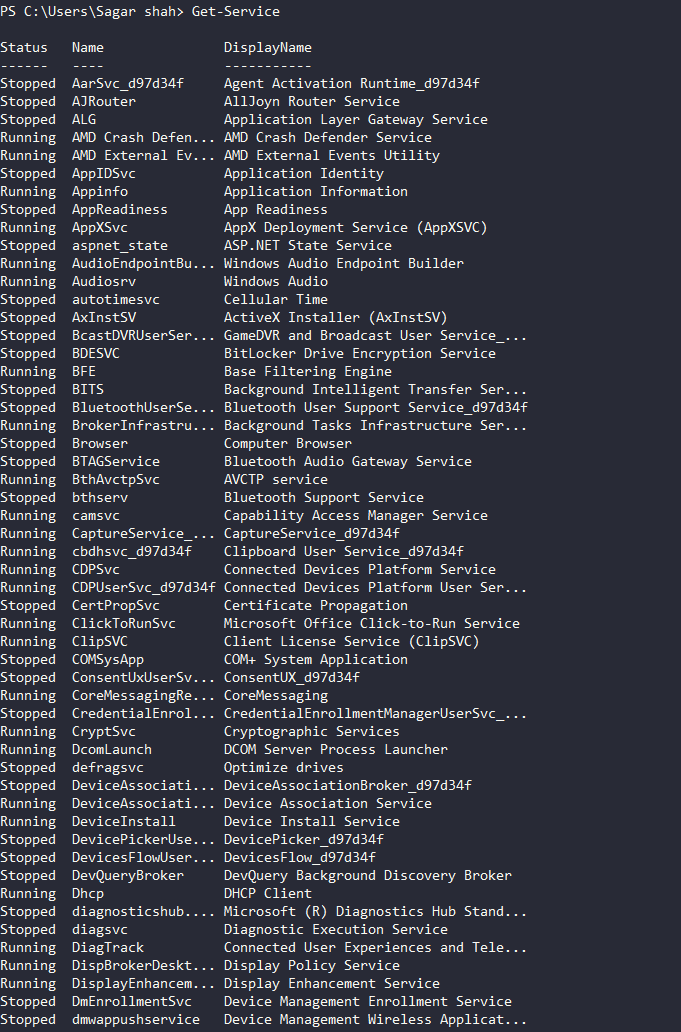 PS C:\Users\Sagar shah> Get-Service
Status Name DisplayName
------ ---- -----------
Stopped AarSvc_d97d34f Agent Activation Runtime_d97d34f
Stopped AJRouter AllJoyn Router Service
Stopped ALG Application Layer Gateway Service
Running AMD Crash Defen... AMD Crash Defender Service
Running AMD External Ev... AMD External Events Utility
Stopped AppIDSvc Application Identity
Running Appinfo Application Information
Stopped AppReadiness App Readiness
Running AppXSvc AppX Deployment Service (AppXSVC)
Stopped aspnet_state ASP.NET State Service
Running AudioEndpointBu... Windows Audio Endpoint Builder
Running Audiosrv Windows Audio
Stopped autotimesvc Cellular Time
Stopped AxInstSV ActiveX Installer (AxInstSV)
Stopped BcastDVRUserSer... GameDVR and Broadcast User Service_...
Stopped BDESVC BitLocker Drive Encryption Service
Running BFE Base Filtering Engine
Stopped BITS Background Intelligent Transfer Ser...
Stopped BluetoothUserSe... Bluetooth User Support Service_d97d34f
Running BrokerInfrastru... Background Tasks Infrastructure Ser...
Stopped Browser Computer Browser
Stopped BTAGService Bluetooth Audio Gateway Service
Running BthAvctpSvc AVCTP service
Stopped bthserv Bluetooth Support Service
Running camsvc Capability Access Manager Service
Running CaptureService_... CaptureService_d97d34f
Running cbdhsvc_d97d34f Clipboard User Service_d97d34f
Running CDPSvc Connected Devices Platform Service
Running CDPUserSvc_d97d34f Connected Devices Platform User Ser...
Stopped CertPropSvc Certificate Propagation
Running ClickToRunSvc Microsoft Office Click-to-Run Service
Running ClipSVC Client License Service (ClipSVC)
Stopped COMSysApp COM+ System Application
Stopped ConsentUxUserSv... ConsentUX_d97d34f
Running CoreMessagingRe... CoreMessaging
Stopped CredentialEnrol... CredentialEnrollmentManagerUserSvc_...
Running CryptSvc Cryptographic Services
Running DcomLaunch DCOM Server Process Launcher
Stopped defragsvc Optimize drives
Stopped DeviceAssociati... DeviceAssociationBroker_d97d34f
Running DeviceAssociati... Device Association Service
Running DeviceInstall Device Install Service
Stopped DevicePickerUse... DevicePicker_d97d34f
Stopped DevicesFlowUser... DevicesFlow_d97d34f
Stopped DevQueryBroker DevQuery Background Discovery Broker
Running Dhcp DHCP Client
Stopped diagnosticshub.... Microsoft (R) Diagnostics Hub Stand...
Stopped diagsvc Diagnostic Execution Service
Running DiagTrack Connected User Experiences and Tele...
Running DispBrokerDeskt... Display Policy Service
Running DisplayEnhancem... Display Enhancement Service
Stopped DmEnrollmentSvc Device Management Enrollment Service
Stopped dmwappushservice Device Management Wireless Applicat...